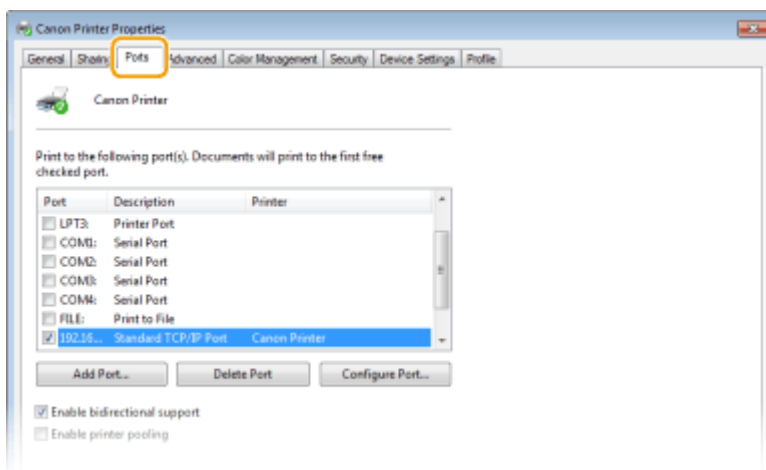 Canon Printer Properties
General Sharing Ports Advanced Color Management Security Device Settings Profile
Canon Printer
Print to the following port(s). Documents will print to the first free
checked port.
Port Description Printer
LPT3: Printer Port
COM1: Serial Port
COM2: Serial Port
COM3: Serial Port
COM4: Serial Port
FILE: Print to File
192.16... Standard TCP/IP Port Canon Printer
Add Port... Delete Port Configure Port...
Enable bidirectional support
Enable printer pooling